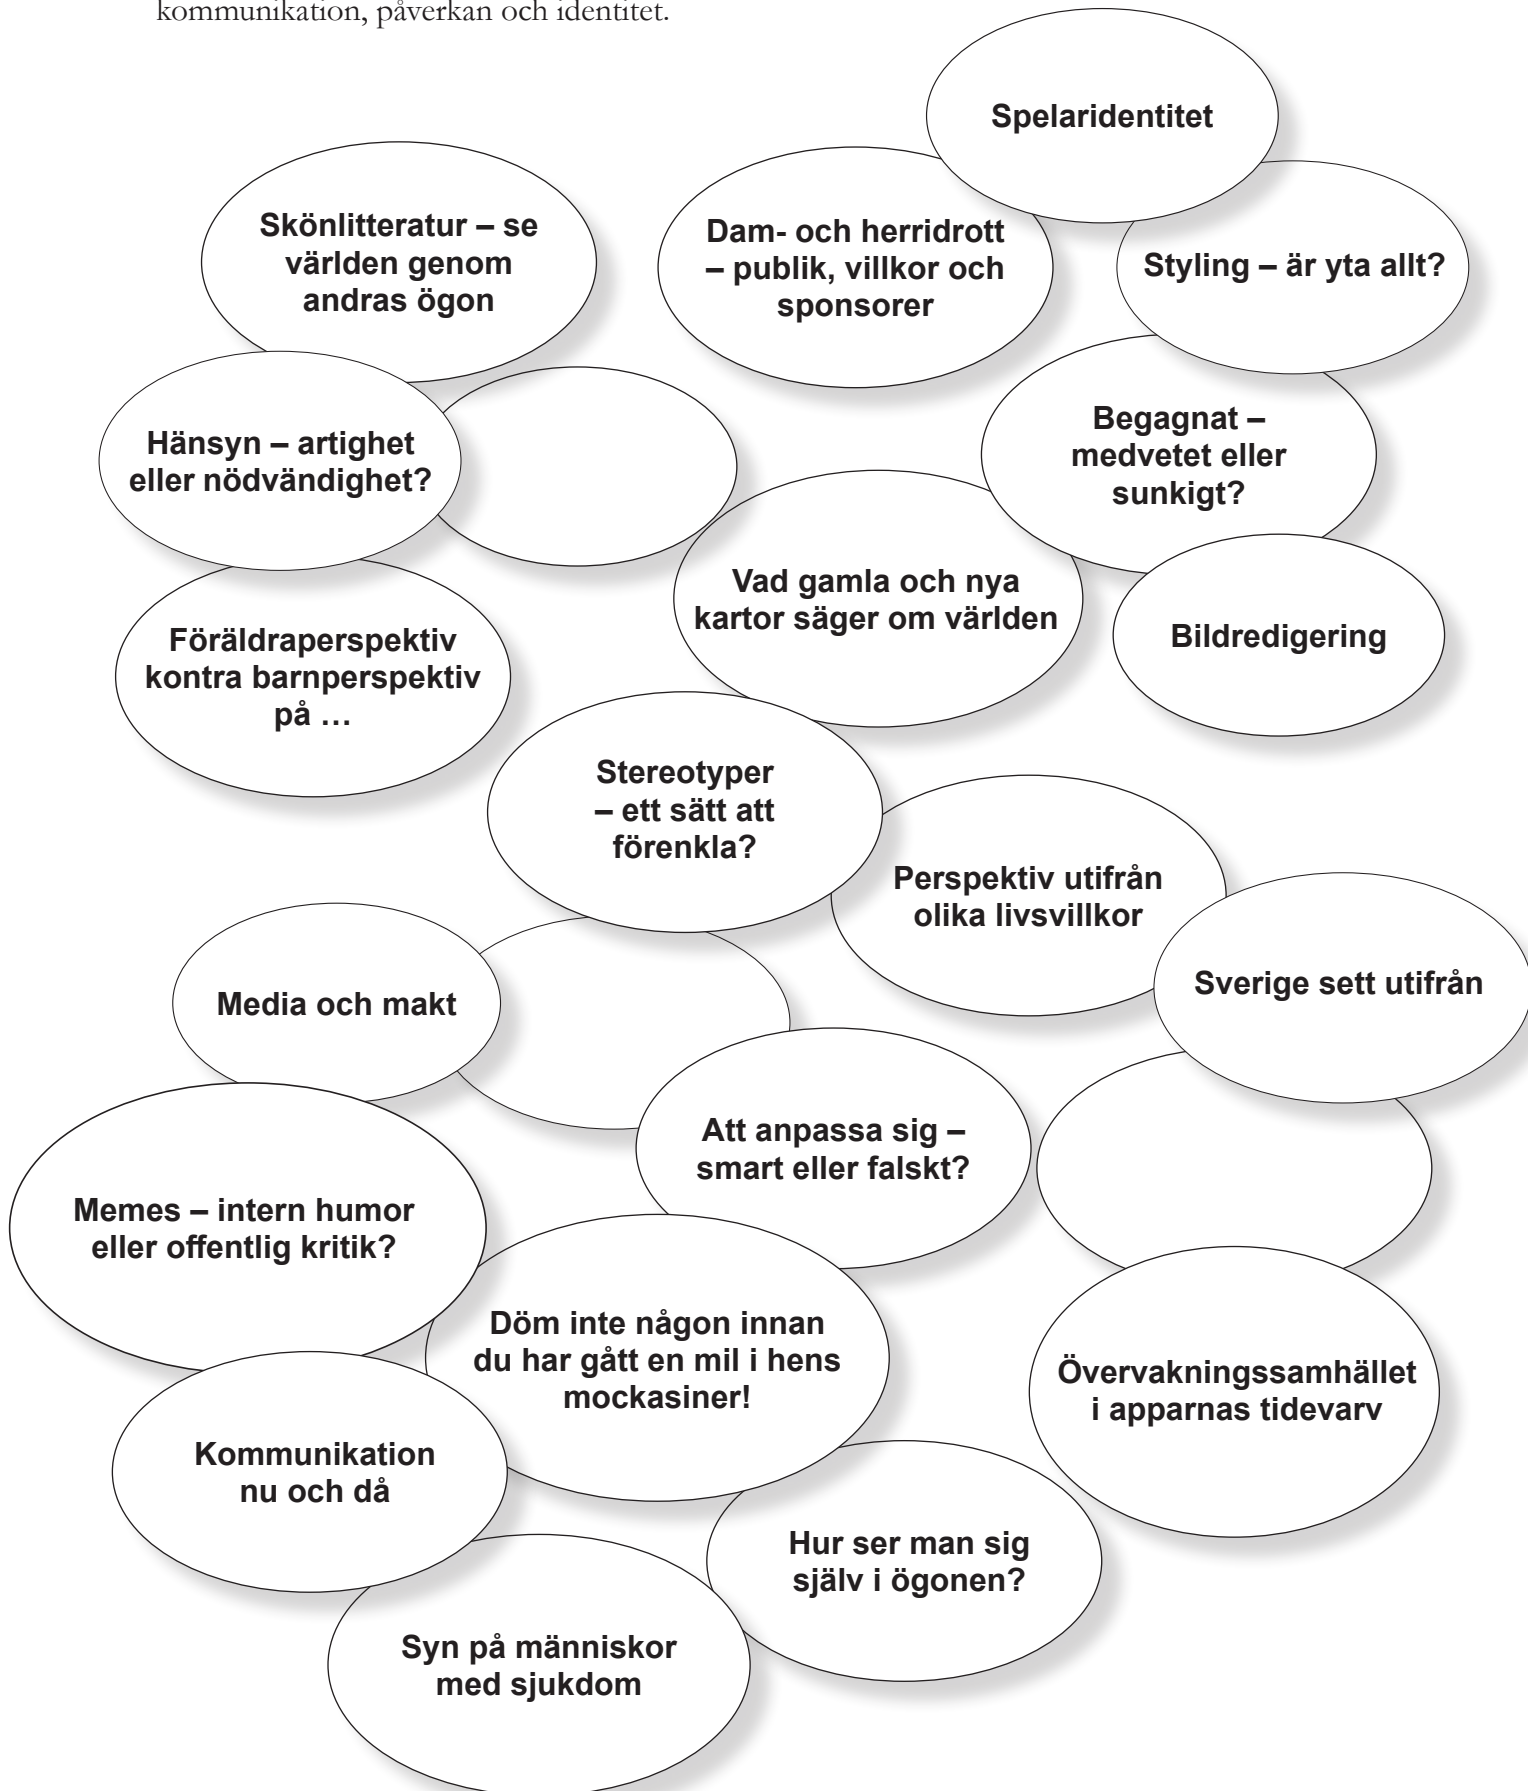 kommunikation, påverkan och identitet.
Spelaridentitet
Skönlitteratur – se
världen genom
andras ögon
Dam- och herridrott
– publik, villkor och
sponsorer
Styling – är yta allt?
Hänsyn – artighet
eller nödvändighet?
Begagnat –
medvetet eller
sunkigt?
Vad gamla och nya
kartor säger om världen
Bildredigering
Föräldraperspektiv
kontra barnperspektiv
på …
Stereotyper
– ett sätt att
förenkla?
Perspektiv utifrån
olika livsvillkor
Sverige sett utifrån
Media och makt
Att anpassa sig –
smart eller falskt?
Memes – intern humor
eller offentlig kritik?
Döm inte någon innan
du har gått en mil i hens
mockasiner!
Övervakningssamhället
i apparnas tidevarv
Kommunikation
nu och då
Hur ser man sig
själv i ögonen?
Syn på människor
med sjukdom